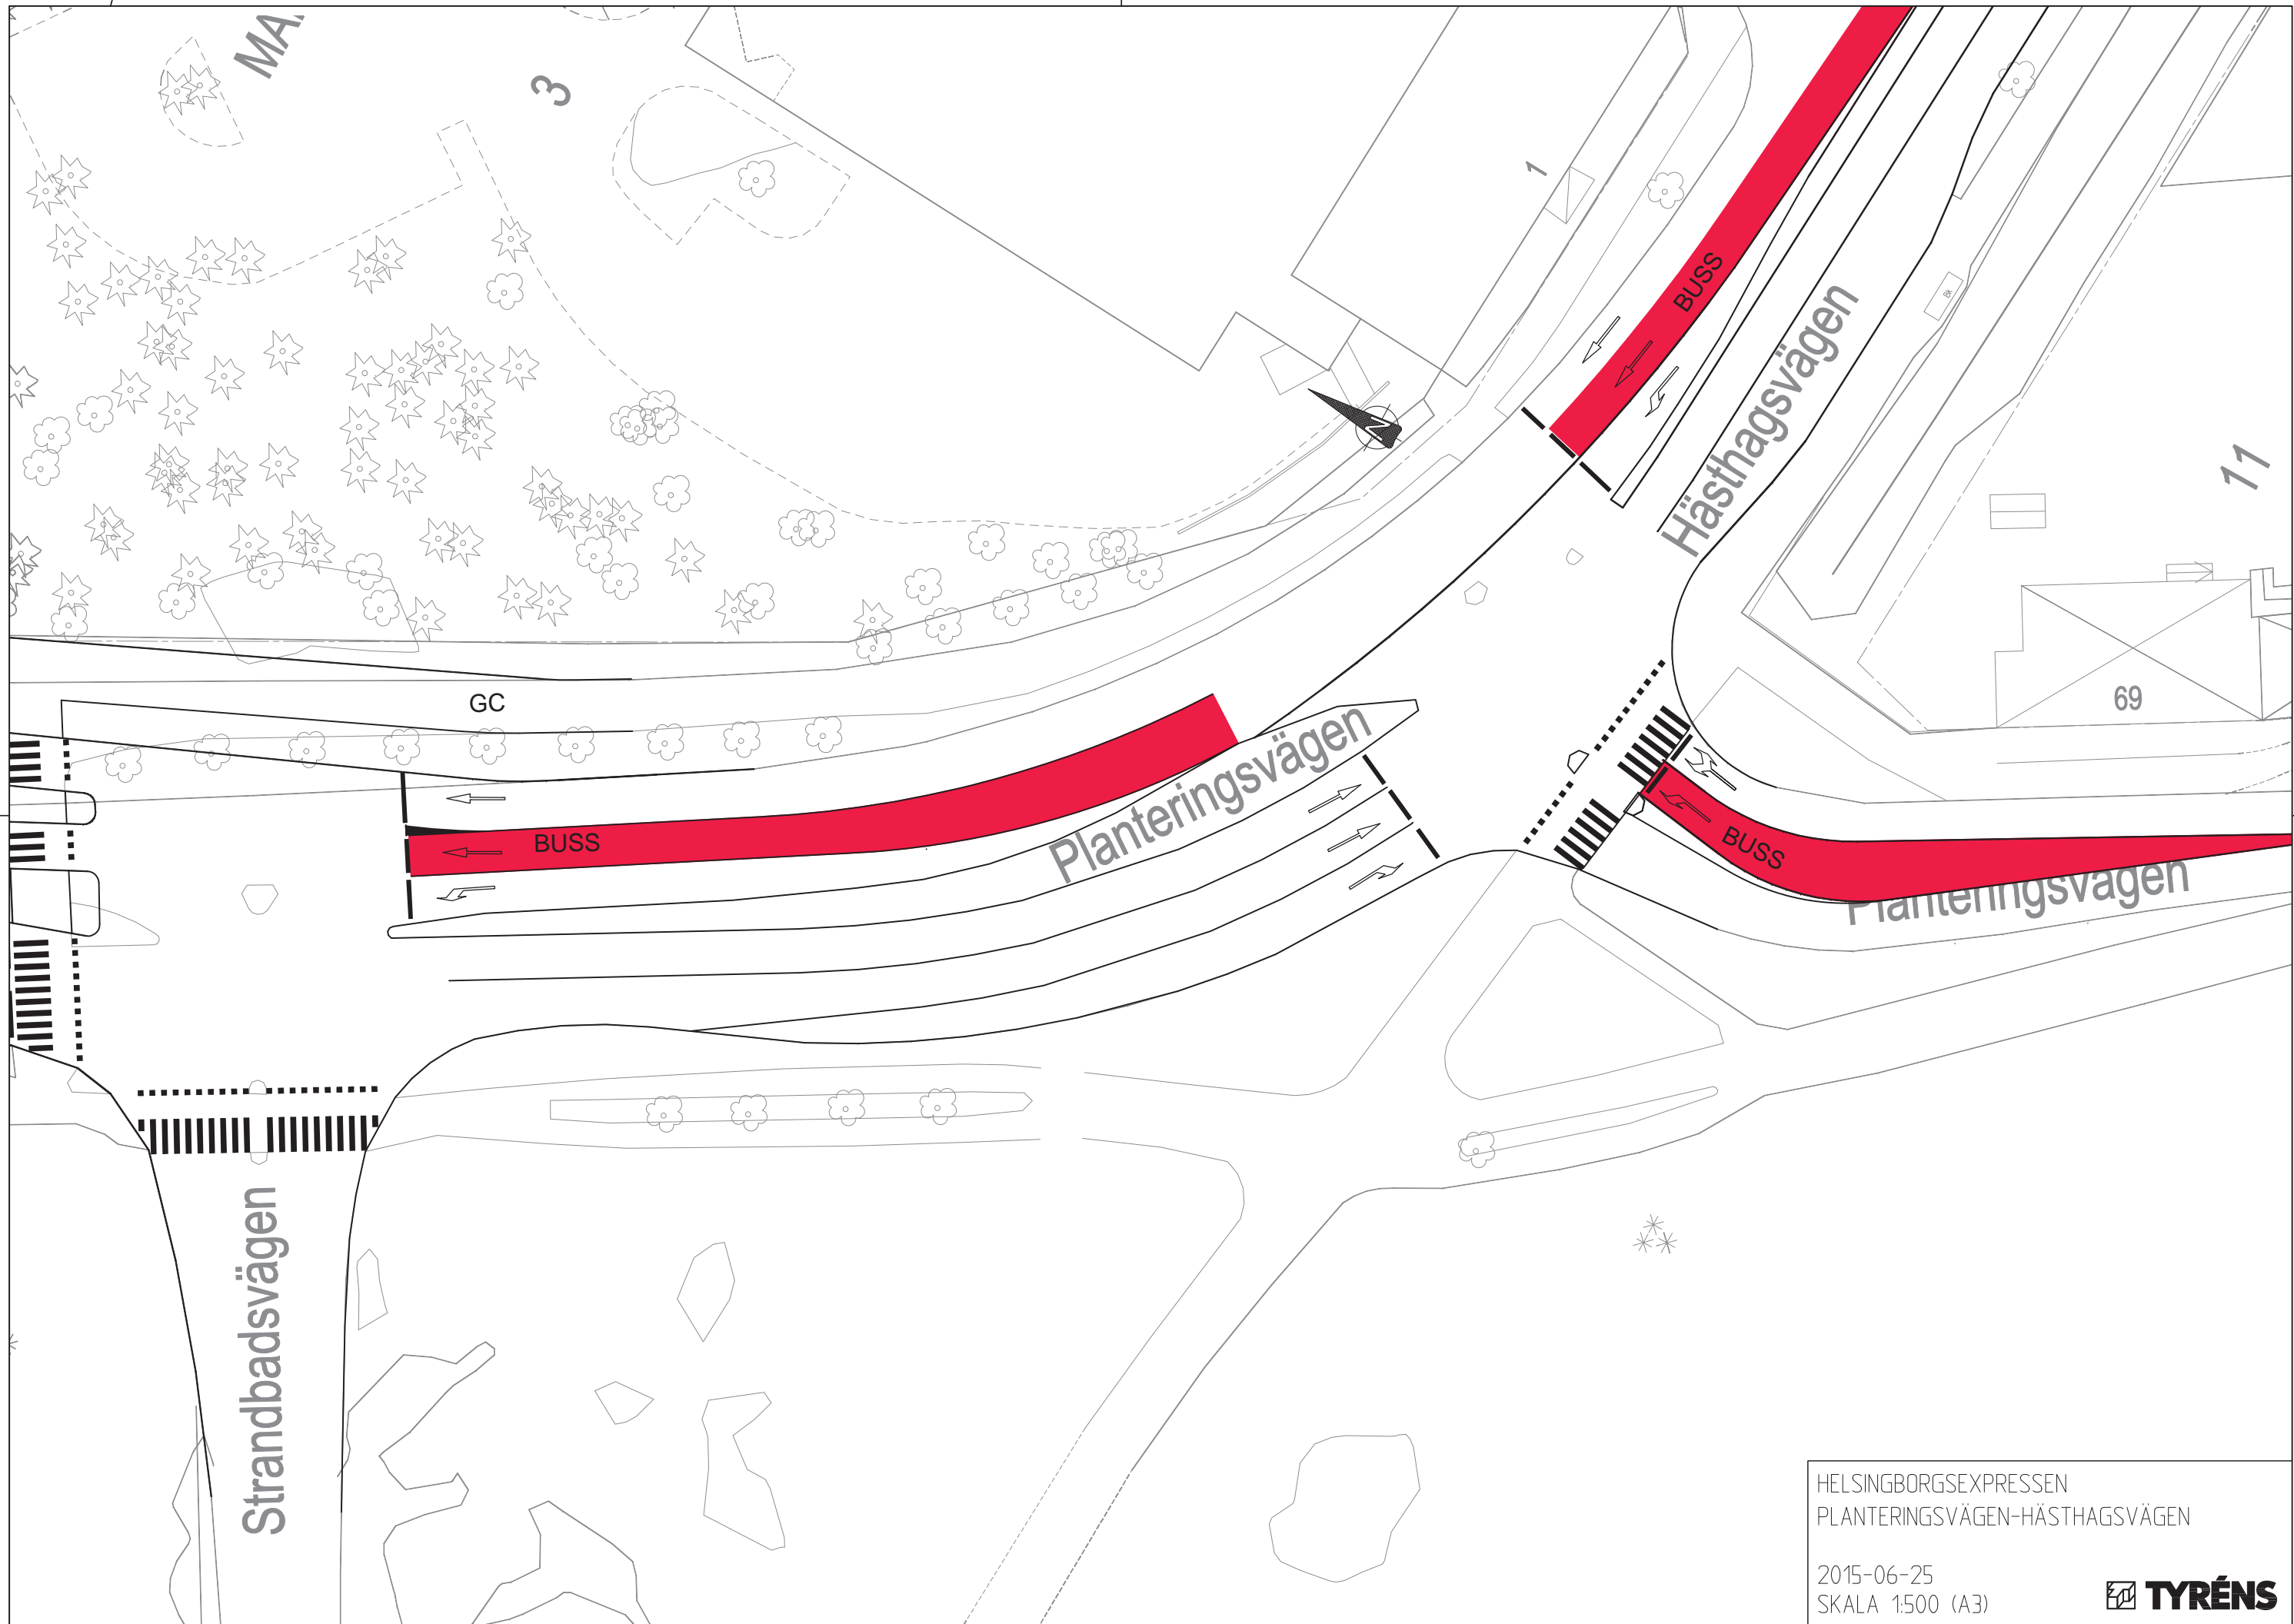 MA
3
1
BUSS
Hästhagsvägen
11
N
GC
69
BUSS
Planteringsvägen
BUSS
Planteringsvägen
Strandbadsvägen
HELSINGBORGSEXPRESSEN
PLANTERINGSVÄGEN-HÄSTHAGSVÄGEN
2015-06-25
SKALA 1:500 (A3)
TYRÉNS